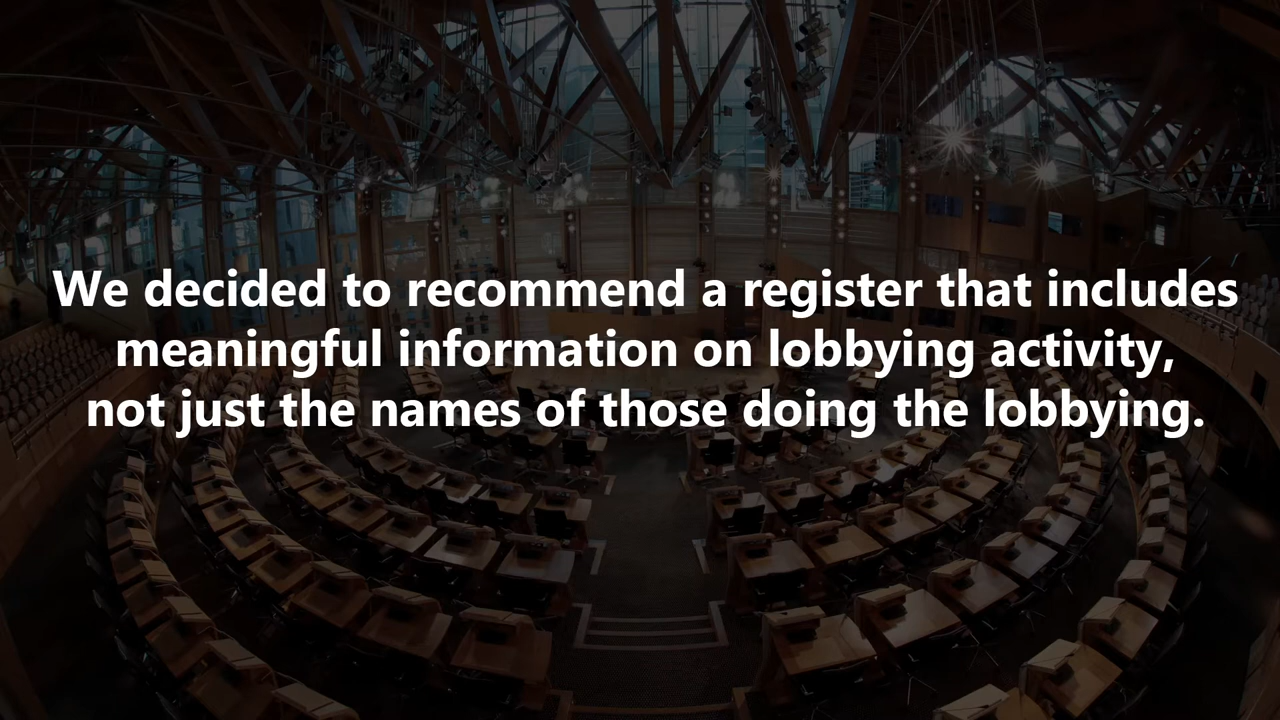 We decided to recommend a register that includes
meaningful information on lobbying activity,
not just the names of those doing the lobbying.